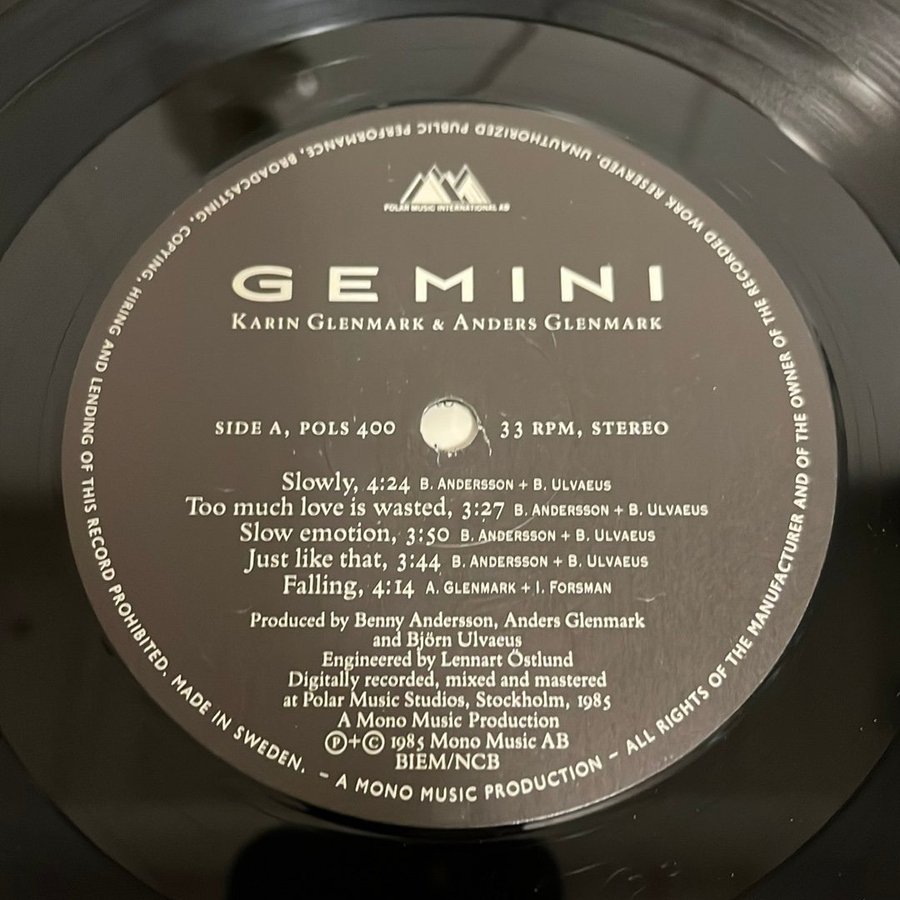 POLAR MUSIC INTERNATIONAL AB
GEMINI
KARIN GLENMARK & ANDERS GLENMARK
SIDE A, POLS 400
33 RPM, STEREO
Slowly, 4:24 B. ANDERSSON + B. ULVAEUS
Too much love is wasted, 3:27 B. ANDERSSON + B. ULVAEUS
Slow emotion, 3:50 B. ANDERSSON + B. ULVAEUS
Just like that, 3:44 B. ANDERSSON + B. ULVAEUS
Falling, 4:14 A. GLENMARK + I. FORSMAN
Produced by Benny Andersson, Anders Glenmark
and Björn Ulvaeus
Engineered by Lennart Östlund
Digitally recorded, mixed and mastered
at Polar Music Studios, Stockholm, 1985
A Mono Music Production
Ⓟ+© 1985 Mono Music AB
BIEM/NCB
– A MONO MUSIC PRODUCTION – ALL RIGHTS OF THE MANUFACTURER AND OF THE OWNER OF THE RECORDED WORK RESERVED. UNAUTHORIZED PUBLIC PERFORMANCE, BROADCASTING, COPYING, HIRING AND LENDING OF THIS RECORD PROHIBITED. MADE IN SWEDEN.